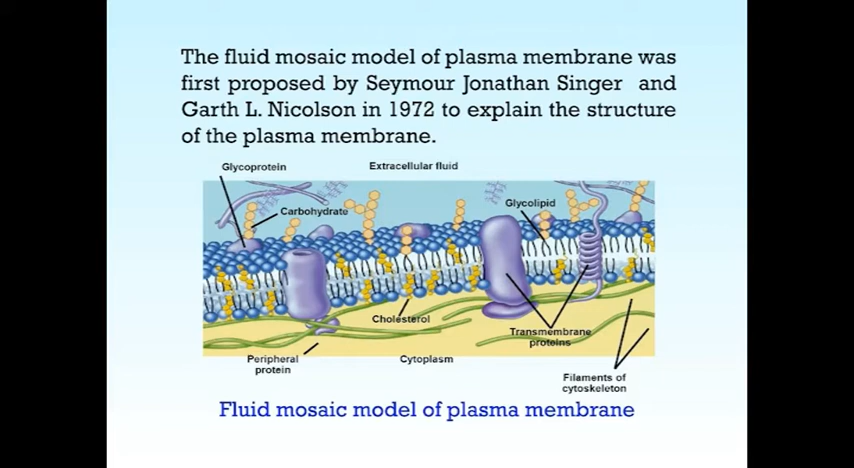 The fluid mosaic model of plasma membrane was
first proposed by Seymour Jonathan Singer and
Garth L. Nicolson in 1972 to explain the structure
of the plasma membrane.
Glycoprotein
Extracellular fluid
Carbohydrate
Glycolipid
Cholesterol
Transmembrane
proteins
Peripheral
protein
Cytoplasm
Filaments of
cytoskeleton
Fluid mosaic model of plasma membrane